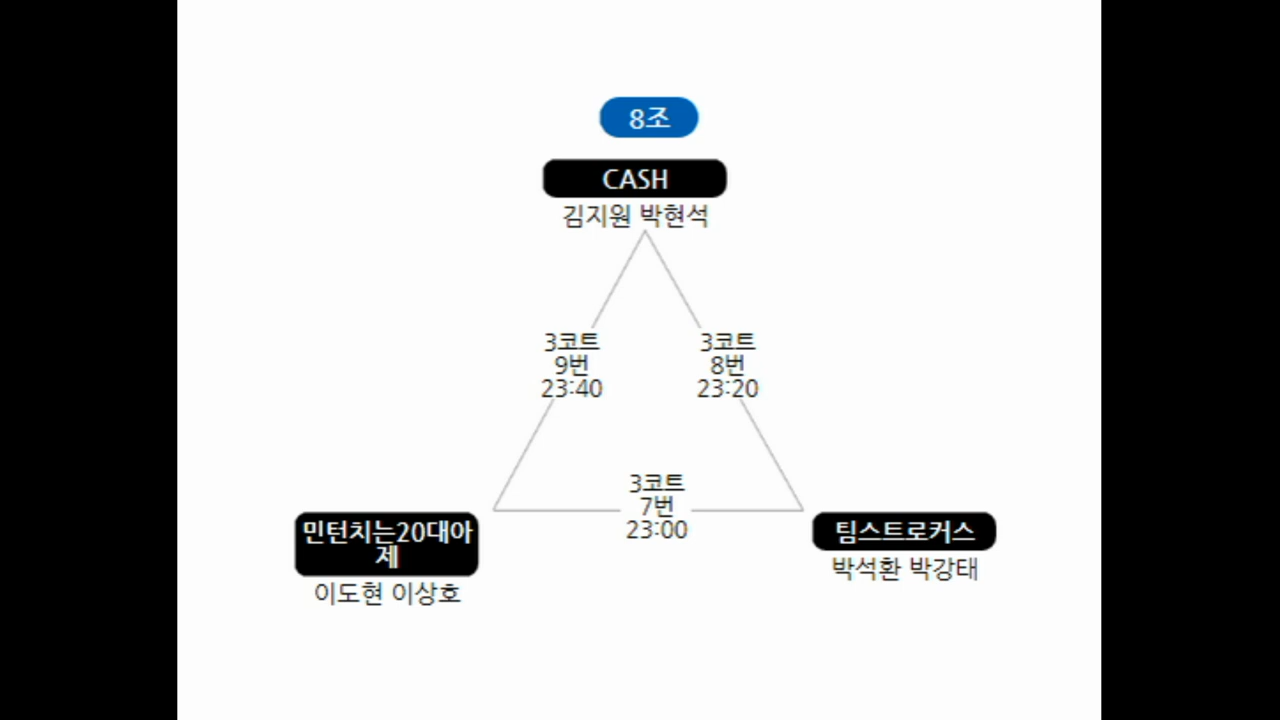 8조
CASH
김지원 박현석
3코트
9번
23:40
3코트
8번
23:20
3코트
7번
23:00
민턴치는20대아
제
이도현 이상호
팀스트로커스
박석환 박강태